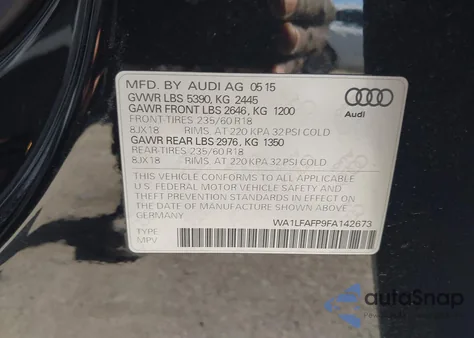 MFD. BY AUDI AG 05 15
GVWR LBS 5390, KG 2445
GAWR FRONT LBS 2646, KG 1200
FRONT-TIRES 235/60 R18
8JX18 RIMS AT 220 KPA 32 PSI COLD
GAWR REAR LBS 2976, KG 1350
REAR-TIRES 235/60 R18
8JX18 RIMS, AT 220 KPA 32 PSI COLD
Audi
THIS VEHICLE CONFORMS TO ALL APPLICABLE
U.S. FEDERAL MOTOR VEHICLE SAFETY AND
THEFT PREVENTION STANDARDS IN EFFECT ON
THE DATE OF MANUFACTURE SHOWN ABOVE.
GERMANY
WA1LFAFP9FA142673
TYPE
MPV
autoSnap